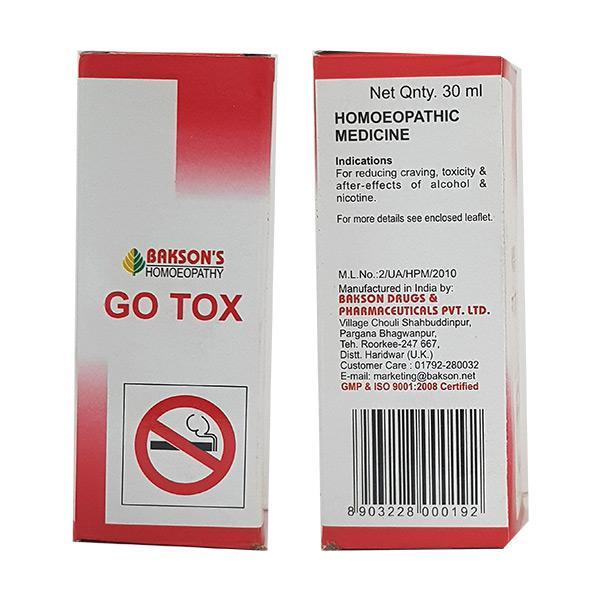 BAKSON'S
HOMOEOPATHY
GO TOX
Net Qnty. 30 ml
HOMOEOPATHIC
MEDICINE
Indications
For reducing craving, toxicity &
after-effects of alcohol &
nicotine.
For more details see enclosed leaflet.
M.L.No.:2/UA/HPM/2010
Manufactured in India by:
BAKSON DRUGS &
PHARMACEUTICALS PVT. LTD.
Village Chouli Shahbuddinpur,
Pargana Bhagwanpur,
Teh. Roorkee-247 667,
Distt. Haridwar (U.K.)
Customer Care : 01792-280032
E-mail: marketing@bakson.net
GMP & ISO 9001:2008 Certified
8 903228 000192